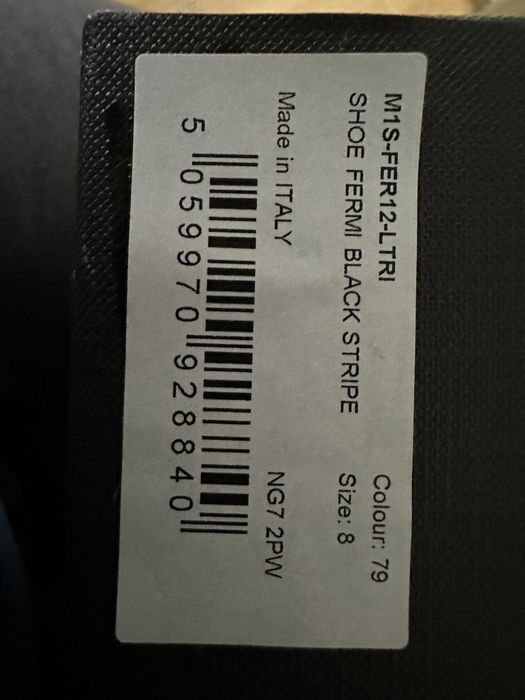 M1S-FER12-LTRI Colour: 79
SHOE FERMI BLACK STRIPE Size: 8
Made in ITALY NG7 2PW
5 059970 928840